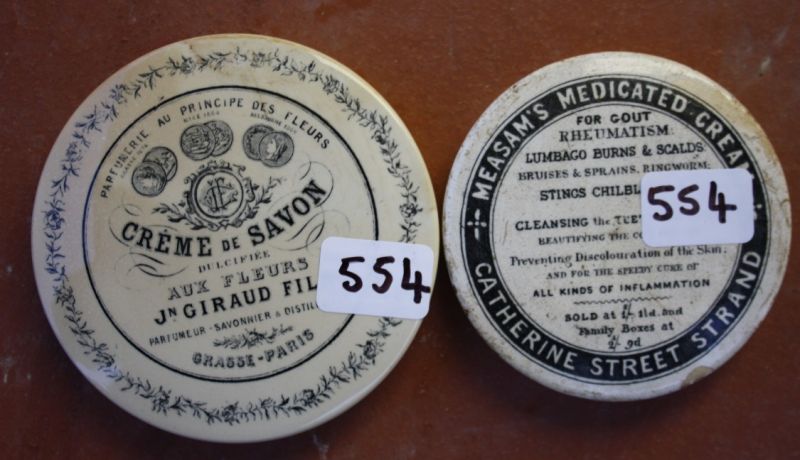 PARFUMERIE AU PRINCIPE DES FLEURS
CRÈME DE SAVON
DULCIFIÉE
AUX FLEURS
JN GIRAUD FIL
PARFUMEUR-SAVONNIER & DISTIL
GRASSE-PARIS
554
MEASAM'S MEDICATED CREA
FOR GOUT
RHEUMATISM:
LUMBAGO BURNS & SCALDS
BRUISES & SPRAINS, RINGWORM:
STINGS CHILBL
CLEANSING the TEE
BEAUTIFYING THE CO
Preventing Discolouration of the Skin;
AND FOR THE SPEEDY CURE OF
ALL KINDS OF INFLAMMATION
SOLD at 1/- 1½d. and
Family Boxes at
2/- 9d
CATHERINE STREET STRAND
554